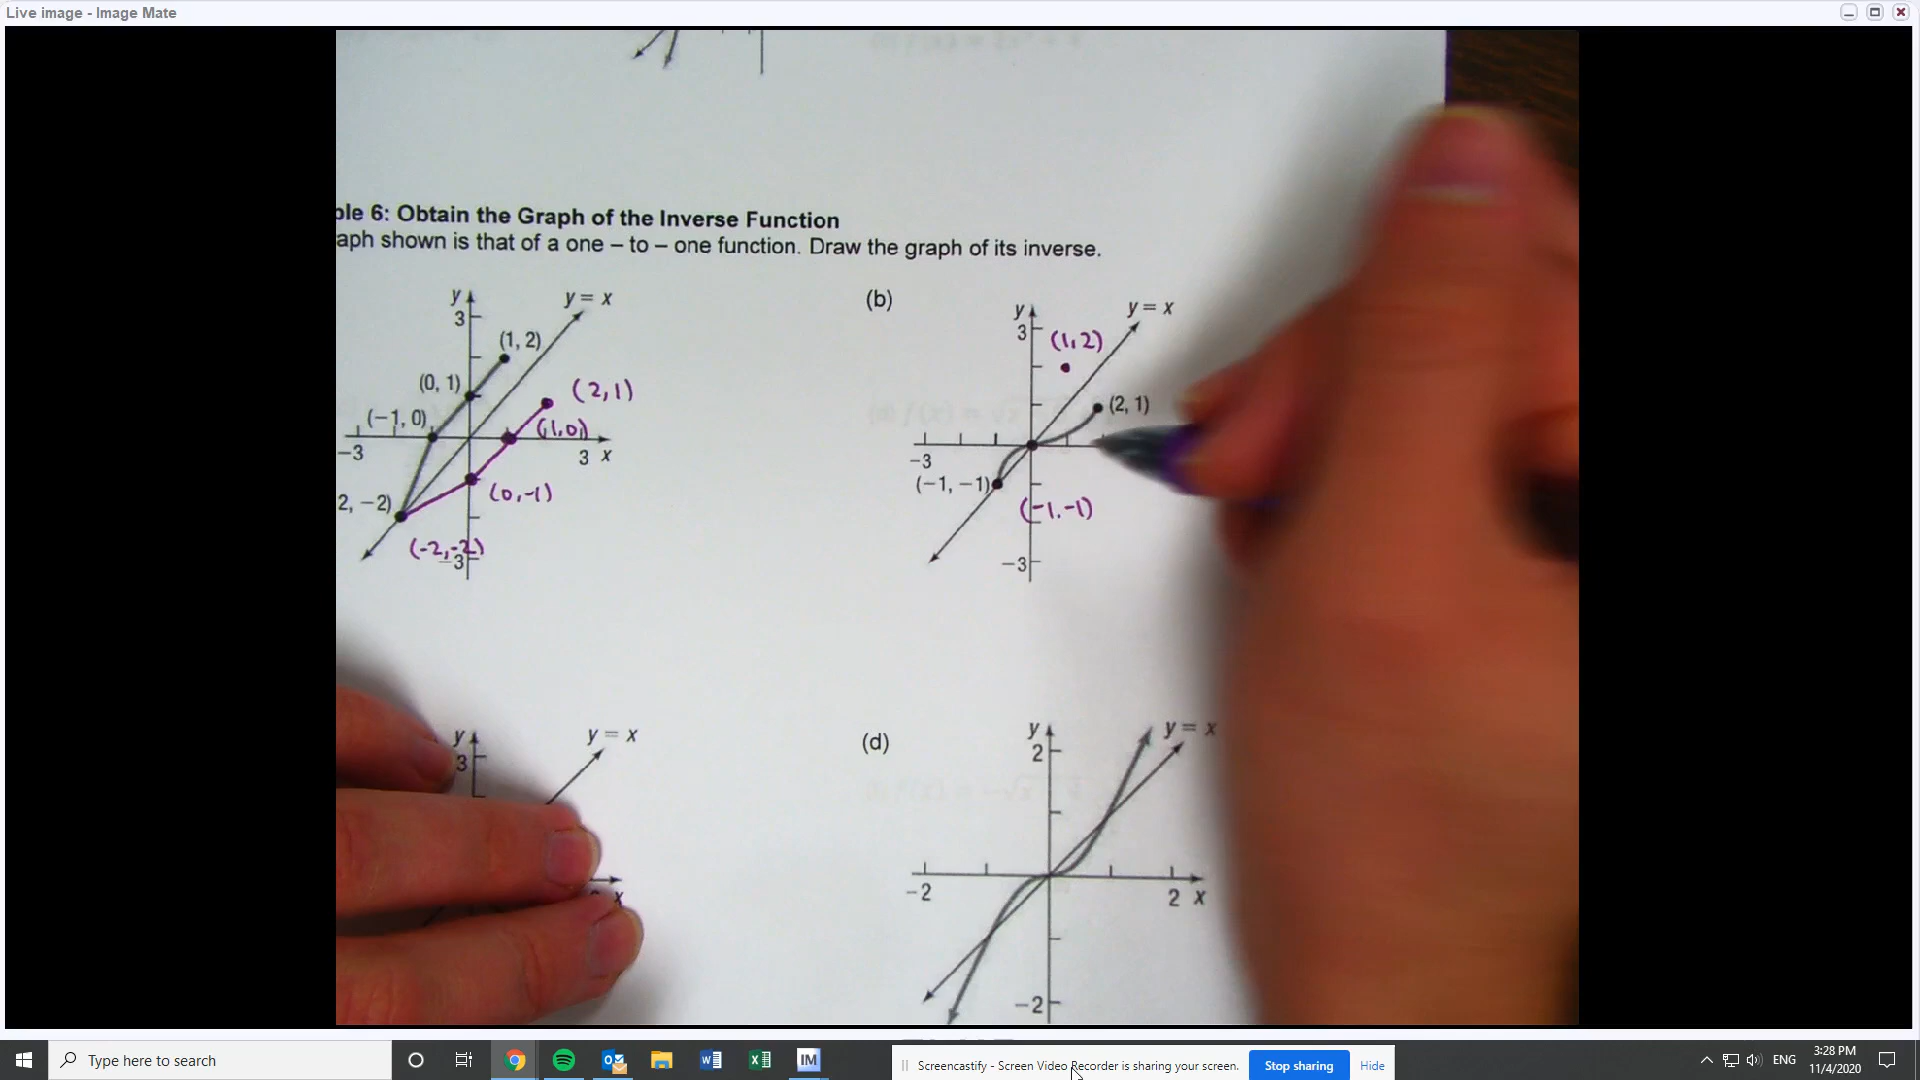 Live image - Image Mate
ple 6: Obtain the Graph of the Inverse Function
aph shown is that of a one – to – one function. Draw the graph of its inverse.
y
y = x
3
(1, 2)
(0, 1)
(2,1)
(−1, 0)
(1,0)
−3
3 x
2, −2)
(0,-1)
(-2,-2)
−3
(b)
y
y = x
3
(1,2)
(2, 1)
−3
(−1, −1)
(-1,-1)
−3
y
y = x
3
x
(d)
y
y = x
2
−2
2 x
−2
Type here to search
IM
Screencastify - Screen Video Recorder is sharing your screen.
Stop sharing
Hide
ENG
3:28 PM
11/4/2020